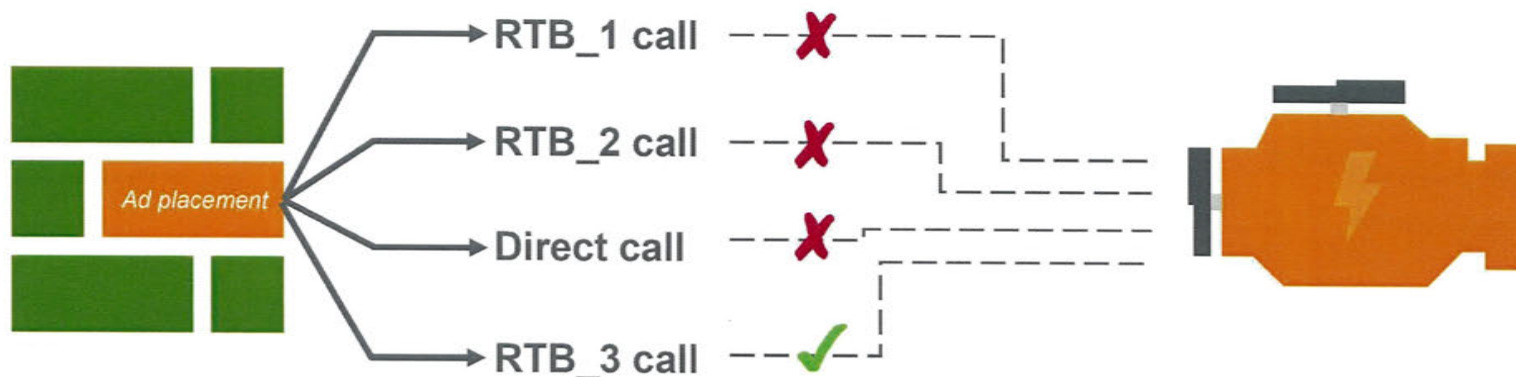 RTB_1 call
RTB_2 call
Ad placement
Direct call
RTB_3 call